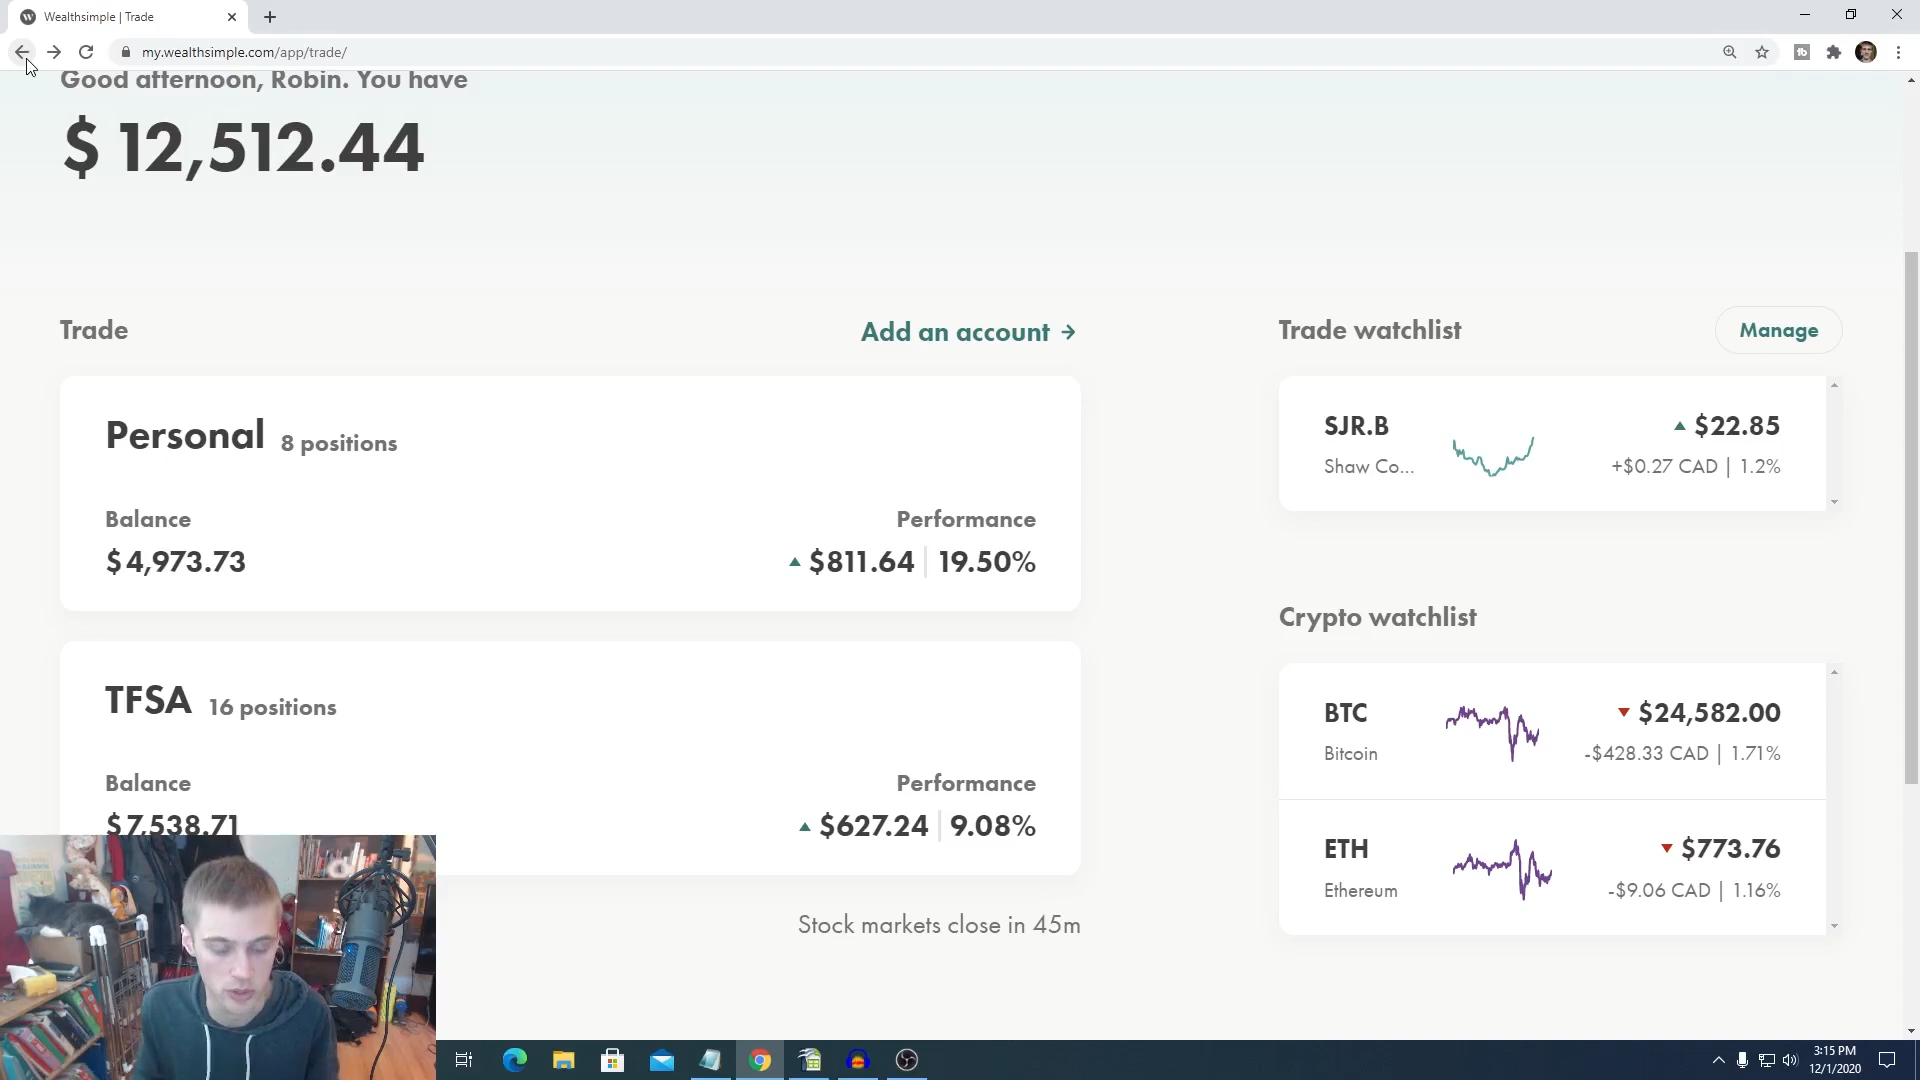 Wealthsimple | Trade
my.wealthsimple.com/app/trade/
Good afternoon, Robin. You have
$ 12,512.44
Trade
Add an account →
Personal 8 positions
Balance
Performance
$4,973.73
▲ $811.64 | 19.50%
TFSA 16 positions
Balance
Performance
$7,538.71
▲ $627.24 | 9.08%
Stock markets close in 45m
Trade watchlist
Manage
SJR.B
▲ $22.85
Shaw Co...
+$0.27 CAD | 1.2%
Crypto watchlist
BTC
▼ $24,582.00
Bitcoin
-$428.33 CAD | 1.71%
ETH
▼ $773.76
Ethereum
-$9.06 CAD | 1.16%
3:15 PM
12/1/2020